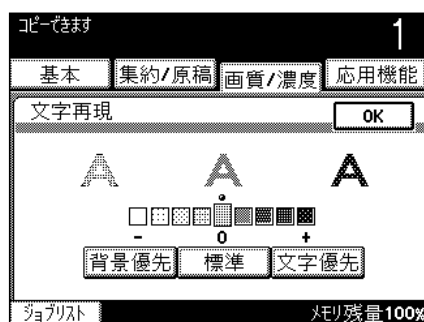 コピーできます
1
基本 集約/原稿 画質/濃度 応用機能
文字再現 OK
A A A
- 0 +
背景優先 標準 文字優先
ジョブリスト メモリ残量100%